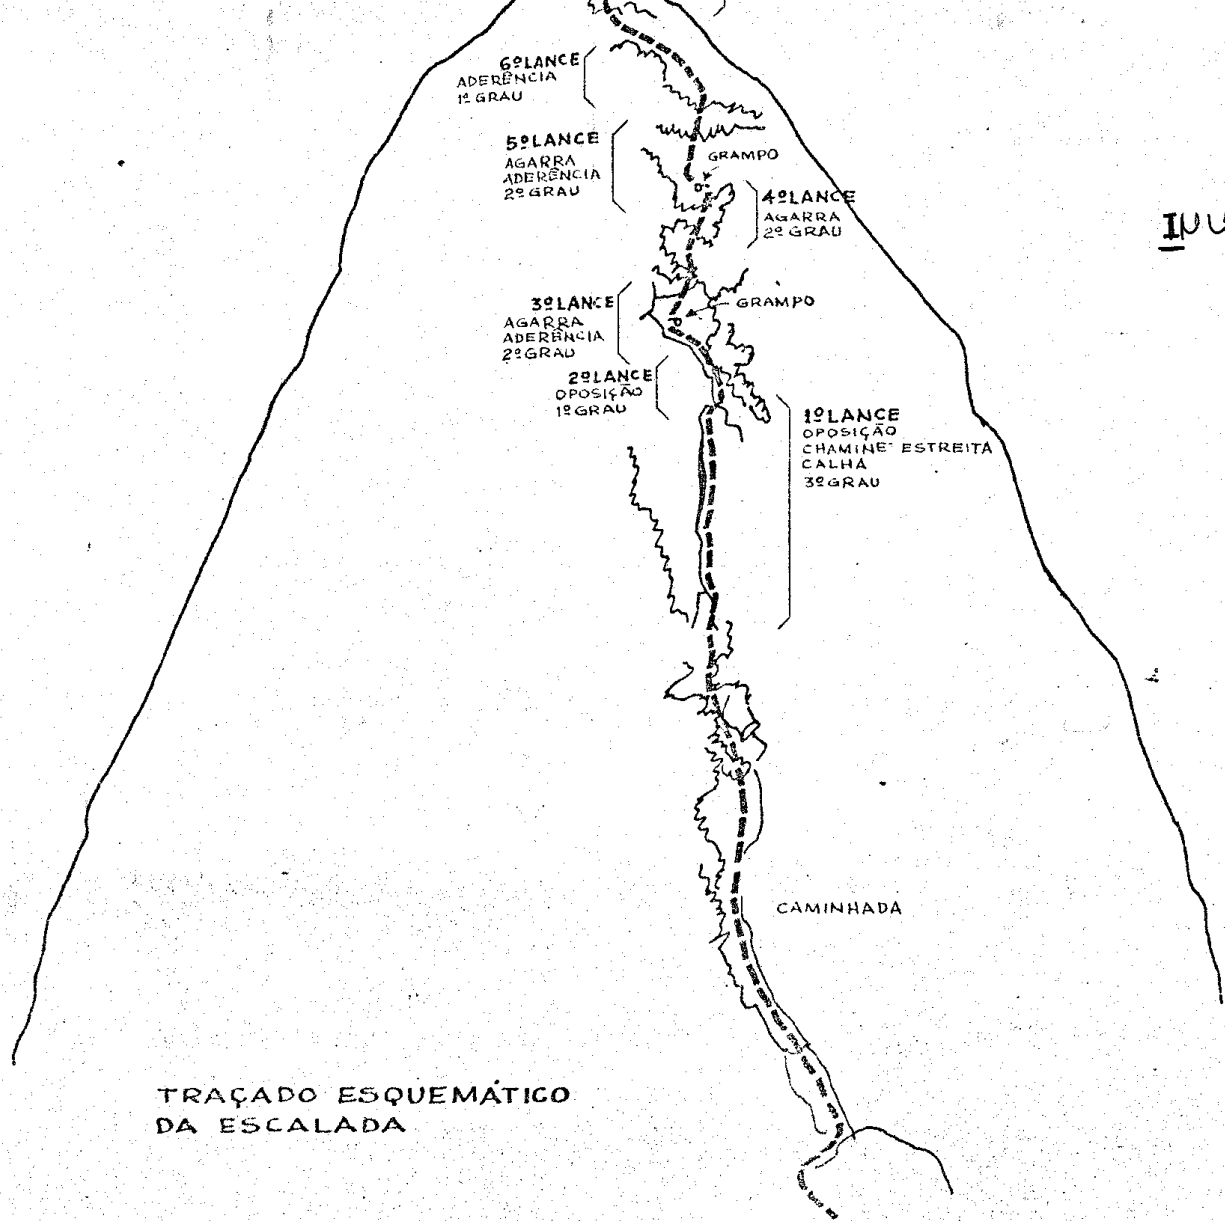 6º LANCE
ADERÊNCIA
1º GRAU
5º LANCE
AGARRA
ADERÊNCIA
2º GRAU
GRAMPO
4º LANCE
AGARRA
2º GRAU
3º LANCE
AGARRA
ADERÊNCIA
2º GRAU
GRAMPO
2º LANCE
OPOSIÇÃO
1º GRAU
1º LANCE
OPOSIÇÃO
CHAMINÉ ESTREITA
CALHA
3º GRAU
CAMINHADA
TRAÇADO ESQUEMÁTICO
DA ESCALADA